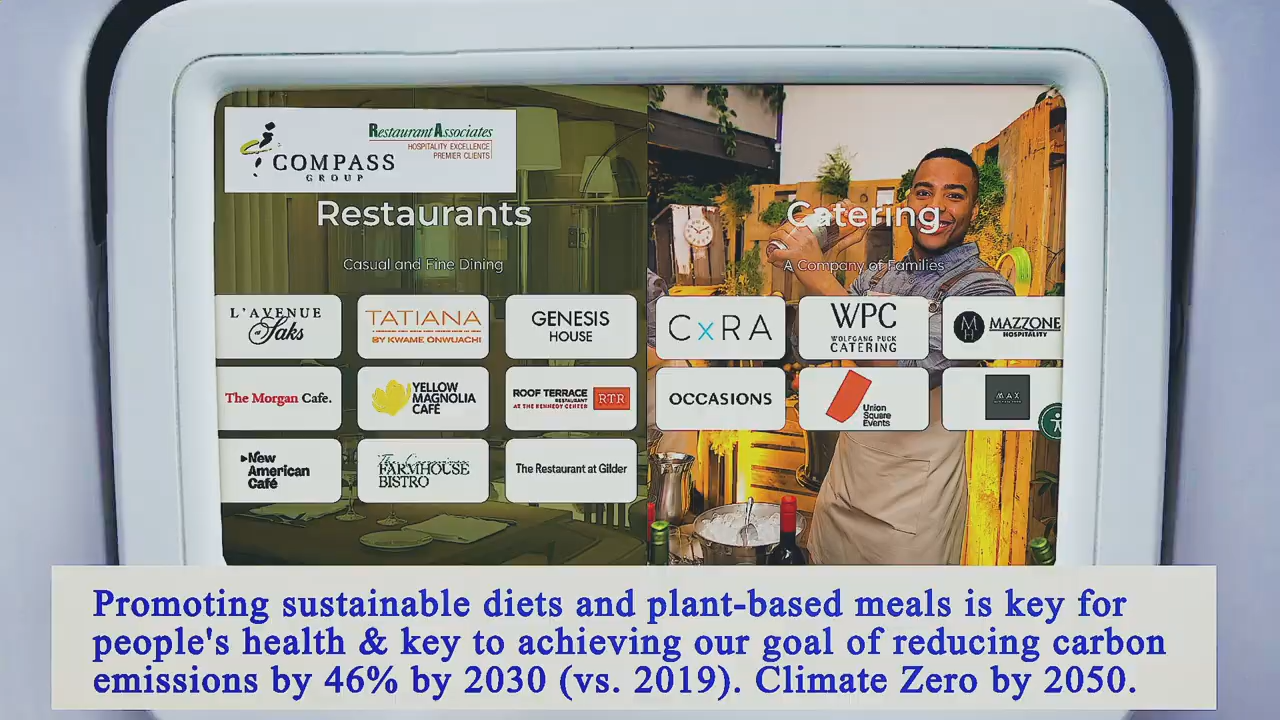 COMPASS
GROUP
Restaurant Associates
HOSPITALITY EXCELLENCE
PREMIER CLIENTS
Restaurants
Casual and Fine Dining
L'AVENUE
at
Saks
TATIANA
BY KWAME ONWUACHI
GENESIS
HOUSE
The Morgan Cafe.
YELLOW
MAGNOLIA
CAFÉ
ROOF TERRACE
RESTAURANT
AT THE KENNEDY CENTER
RTR
New
American
Café
FARMHOUSE
BISTRO
The Restaurant at Gilder
Catering
A Company of Families
CxRA
WPC
WOLFGANG PUCK
CATERING
MH
MAZZONE
HOSPITALITY
OCCASIONS
Union
Square
Events
MAX
Promoting sustainable diets and plant-based meals is key for
people's health & key to achieving our goal of reducing carbon
emissions by 46% by 2030 (vs. 2019). Climate Zero by 2050.